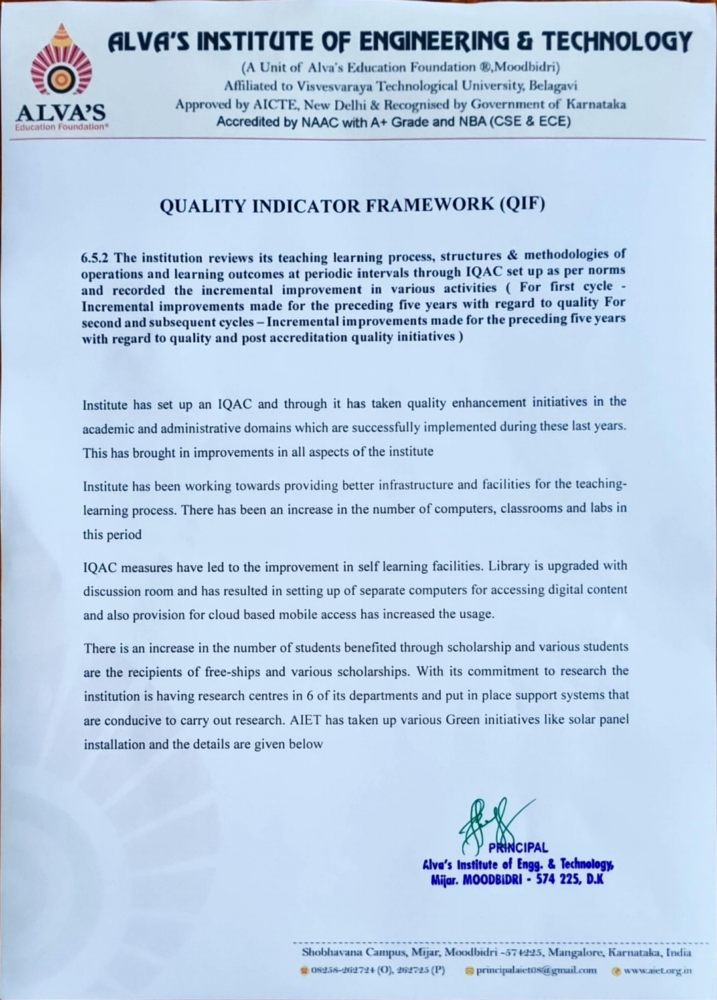 ALVA'S INSTITUTE OF ENGINEERING & TECHNOLOGY
(A Unit of Alva's Education Foundation ®,Moodbidri)
Affiliated to Visvesvaraya Technological University, Belagavi
Approved by AICTE, New Delhi & Recognised by Government of Karnataka
Accredited by NAAC with A+ Grade and NBA (CSE & ECE)
ALVA'S
Education Foundation®
QUALITY INDICATOR FRAMEWORK (QIF)
6.5.2 The institution reviews its teaching learning process, structures & methodologies of
operations and learning outcomes at periodic intervals through IQAC set up as per norms
and recorded the incremental improvement in various activities ( For first cycle -
Incremental improvements made for the preceding five years with regard to quality For
second and subsequent cycles – Incremental improvements made for the preceding five years
with regard to quality and post accreditation quality initiatives )
Institute has set up an IQAC and through it has taken quality enhancement initiatives in the
academic and administrative domains which are successfully implemented during these last years.
This has brought in improvements in all aspects of the institute
Institute has been working towards providing better infrastructure and facilities for the teaching-
learning process. There has been an increase in the number of computers, classrooms and labs in
this period
IQAC measures have led to the improvement in self learning facilities. Library is upgraded with
discussion room and has resulted in setting up of separate computers for accessing digital content
and also provision for cloud based mobile access has increased the usage.
There is an increase in the number of students benefited through scholarship and various students
are the recipients of free-ships and various scholarships. With its commitment to research the
institution is having research centres in 6 of its departments and put in place support systems that
are conducive to carry out research. AIET has taken up various Green initiatives like solar panel
installation and the details are given below
PRINCIPAL
Alva's Institute of Engg. & Technology,
Mijar. MOODBIDRI - 574 225, D.K
Shobhavana Campus, Mijar, Moodbidri -574225, Mangalore, Karnataka, India
08258-262724 (O), 262725 (P) principalaiet08@gmail.com www.aiet.org.in